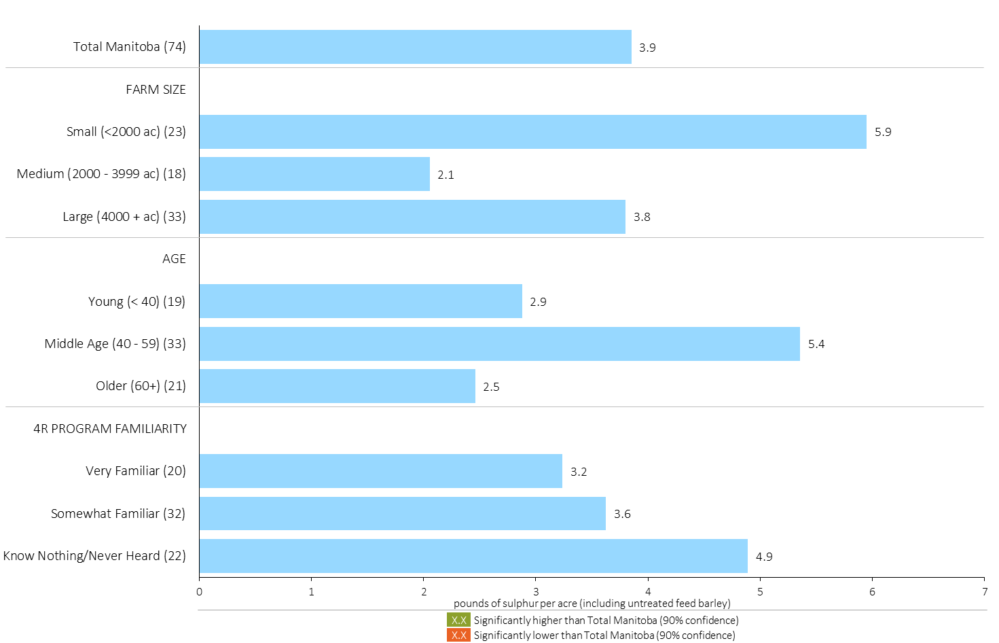 Total Manitoba (74) 3.9
FARM SIZE
Small (<2000 ac) (23) 5.9
Medium (2000 - 3999 ac) (18) 2.1
Large (4000 + ac) (33) 3.8
AGE
Young (< 40) (19) 2.9
Middle Age (40 - 59) (33) 5.4
Older (60+) (21) 2.5
4R PROGRAM FAMILIARITY
Very Familiar (20) 3.2
Somewhat Familiar (32) 3.6
Know Nothing/Never Heard (22) 4.9
0 1 2 3 4 5 6 7
pounds of sulphur per acre (including untreated feed barley)
X.X Significantly higher than Total Manitoba (90% confidence)
X.X Significantly lower than Total Manitoba (90% confidence)